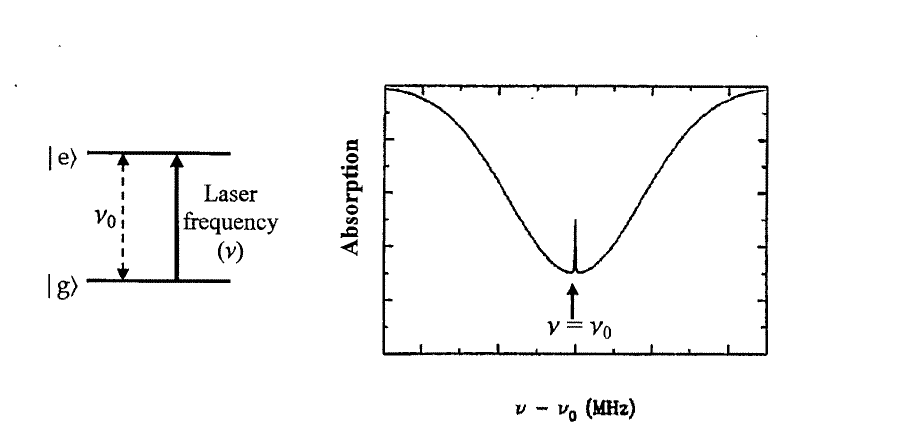 |e⟩
ν₀
Laser
frequency
(ν)
|g⟩
Absorption
ν = ν₀
ν − ν₀ (MHz)